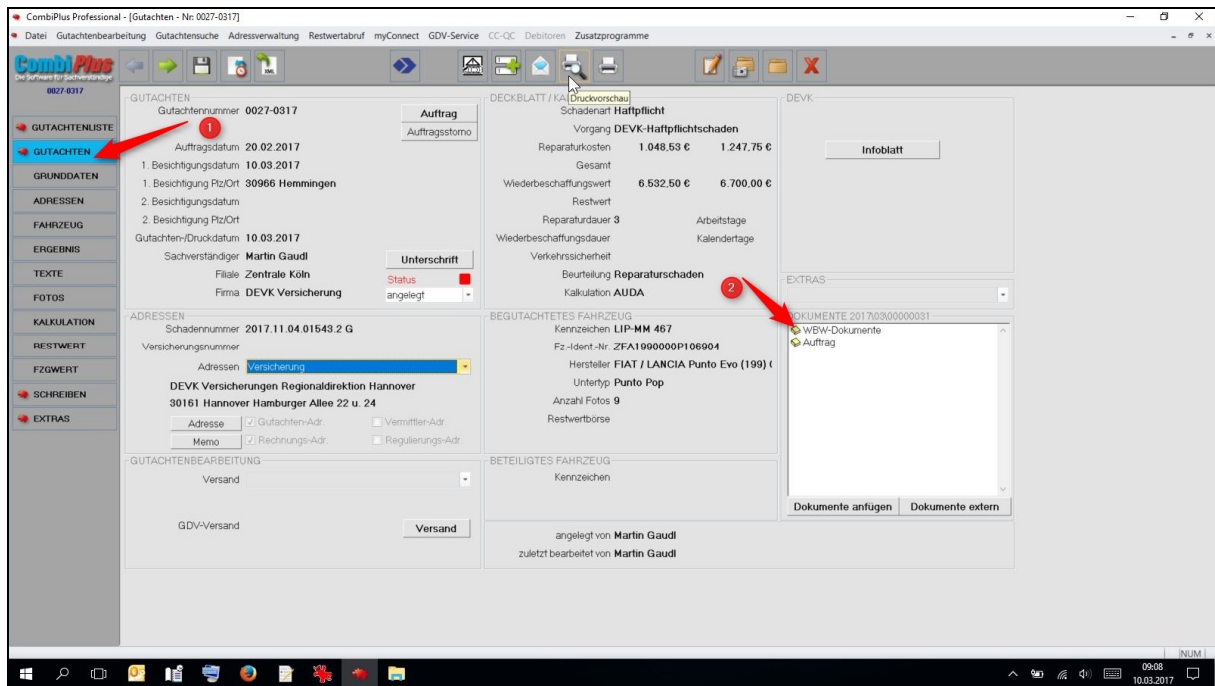 CombiPlus Professional - [Gutachten - Nr: 0027-0317]
Datei Gutachtenbearbeitung Gutachtensuche Adressverwaltung Restwertabruf myConnect GDV-Service CC-QC Debitoren Zusatzprogramme
CombiPlus
Die Software für Sachverständige
0027-0317
Druckvorschau
GUTACHTENLISTE
GUTACHTEN
GRUNDDATEN
ADRESSEN
FAHRZEUG
ERGEBNIS
TEXTE
FOTOS
KALKULATION
RESTWERT
FZGWERT
SCHREIBEN
EXTRAS
GUTACHTEN
Gutachtennummer 0027-0317
Auftrag
Auftragsstorno
1
Auftragsdatum 20.02.2017
1. Besichtigungsdatum 10.03.2017
1. Besichtigung Plz/Ort 30966 Hemmingen
2. Besichtigungsdatum
2. Besichtigung Plz/Ort
Gutachten-/Druckdatum 10.03.2017
Sachverständiger Martin Gaudl
Unterschrift
Filiale Zentrale Köln
Status
Firma DEVK Versicherung
angelegt
ADRESSEN
Schadennummer 2017.11.04.01543.2 G
Versicherungsnummer
Adressen Versicherung
DEVK Versicherungen Regionaldirektion Hannover
30161 Hannover Hamburger Allee 22 u. 24
Adresse Gutachten-Adr. Vermittler-Adr.
Memo Rechnungs-Adr. Regulierungs-Adr.
GUTACHTENBEARBEITUNG
Versand
GDV-Versand
Versand
DECKBLATT / KA
Schadenart Haftpflicht
Vorgang DEVK-Haftpflichtschaden
Reparaturkosten 1.048,53 € 1.247,75 €
Gesamt
Wiederbeschaffungswert 6.532,50 € 6.700,00 €
Restwert
Reparaturdauer 3 Arbeitstage
Wiederbeschaffungsdauer Kalendertage
Verkehrssicherheit
Beurteilung Reparaturschaden
Kalkulation AUDA
2
BEGUTACHTETES FAHRZEUG
Kennzeichen LIP-MM 467
Fz.-Ident.-Nr. ZFA1990000P106904
Hersteller FIAT / LANCIA Punto Evo (199) (
Untertyp Punto Pop
Anzahl Fotos 9
Restwertbörse
BETEILIGTES FAHRZEUG
Kennzeichen
angelegt von Martin Gaudl
zuletzt bearbeitet von Martin Gaudl
DEVK
Infoblatt
EXTRAS
DOKUMENTE 2017\03\00000031
WBW-Dokumente
Auftrag
Dokumente anfügen Dokumente extern
NUM
09:08
10.03.2017